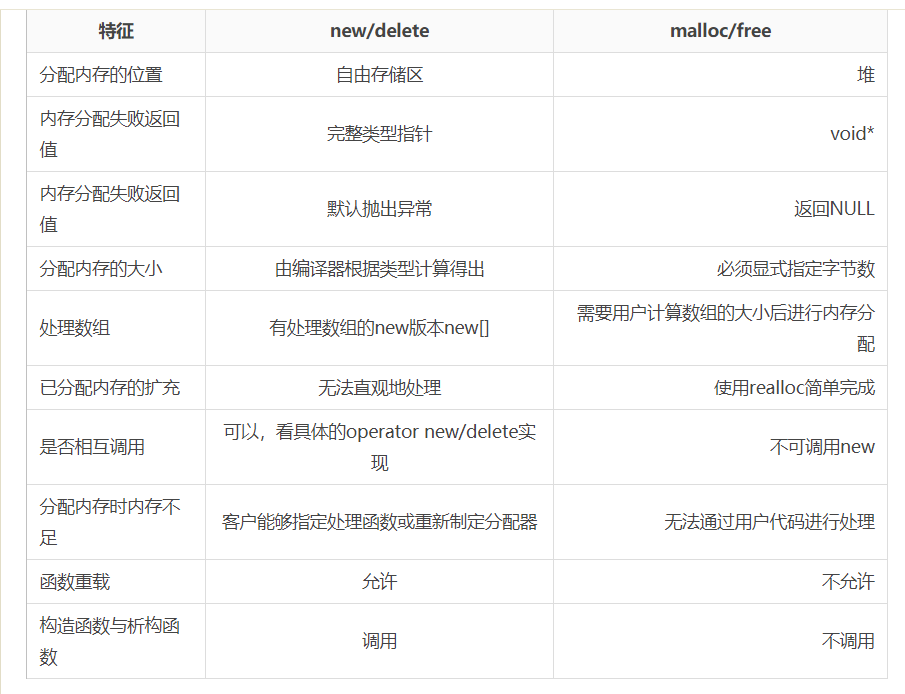 特征 new/delete malloc/free
分配内存的位置 自由存储区 堆
内存分配失败返回
值 完整类型指针 void*
内存分配失败返回
值 默认抛出异常 返回NULL
分配内存的大小 由编译器根据类型计算得出 必须显式指定字节数
处理数组 有处理数组的new版本new[] 需要用户计算数组的大小后进行内存分
配
已分配内存的扩充 无法直观地处理 使用realloc简单完成
是否相互调用 可以，看具体的operator new/delete实
现 不可调用new
分配内存时内存不
足 客户能够指定处理函数或重新制定分配器 无法通过用户代码进行处理
函数重载 允许 不允许
构造函数与析构函
数 调用 不调用